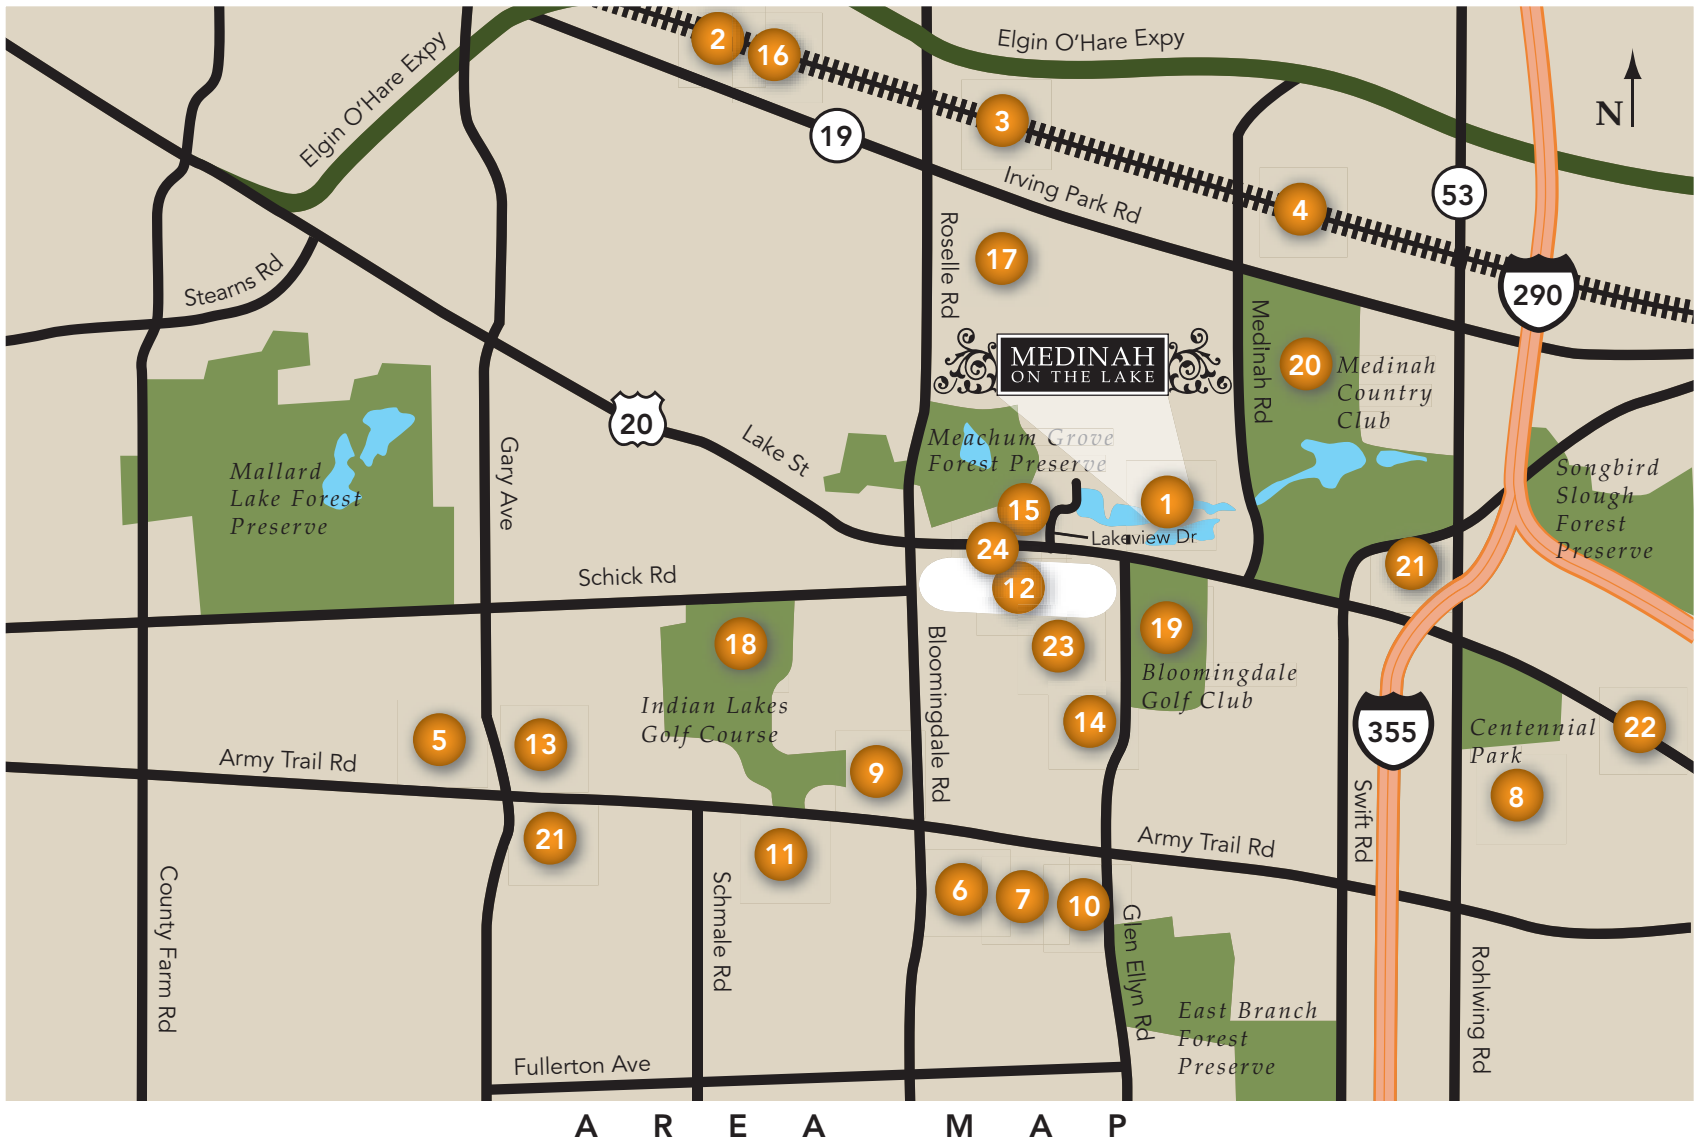 Elgin O'Hare Expy
2
16
Elgin O'Hare Expy
N
3
19
Irving Park Rd
4
53
17
Roselle Rd
Stearns Rd
290
MEDINAH
ON THE LAKE
Medinah Rd
20
Medinah
Country
Club
20
Lake St
Gary Ave
Meachum Grove
Forest Preserve
Mallard
Lake Forest
Preserve
Songbird
Slough
Forest
Preserve
15
1
Lakeview Dr
24
21
12
Schick Rd
18
23
19
Bloomingdale
Golf Club
Bloomingdale Rd
Indian Lakes
Golf Course
14
355
Centennial
Park
22
5
13
Army Trail Rd
9
8
Swift Rd
21
11
Army Trail Rd
6
7
10
County Farm Rd
Schmale Rd
Glen Ellyn Rd
Rohlwing Rd
East Branch
Forest
Preserve
Fullerton Ave
AREA MAP